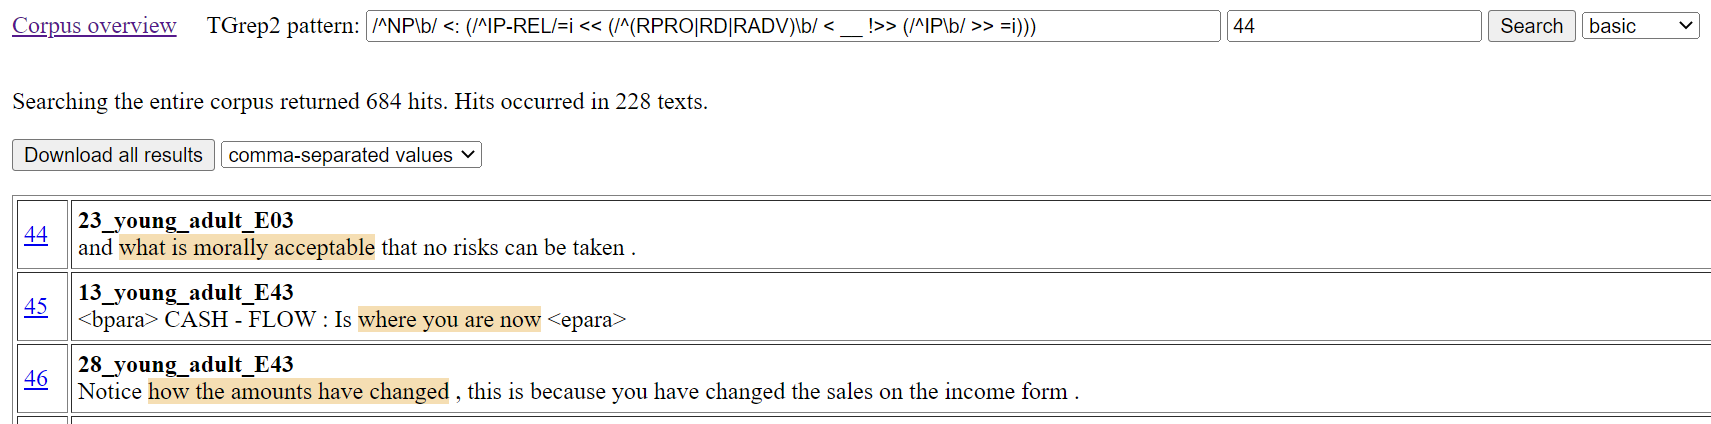 Corpus overview TGrep2 pattern: /^NP\b/ <: (/^IP-REL/=i << (/^(RPRO|RD|RADV)\b/ < __ !>> (/^IP\b/ >> =i))) 44 Search basic
Searching the entire corpus returned 684 hits. Hits occurred in 228 texts.
Download all results comma-separated values
44 23_young_adult_E03
and what is morally acceptable that no risks can be taken .
45 13_young_adult_E43
<bpara> CASH - FLOW : Is where you are now <epara>
46 28_young_adult_E43
Notice how the amounts have changed , this is because you have changed the sales on the income form .